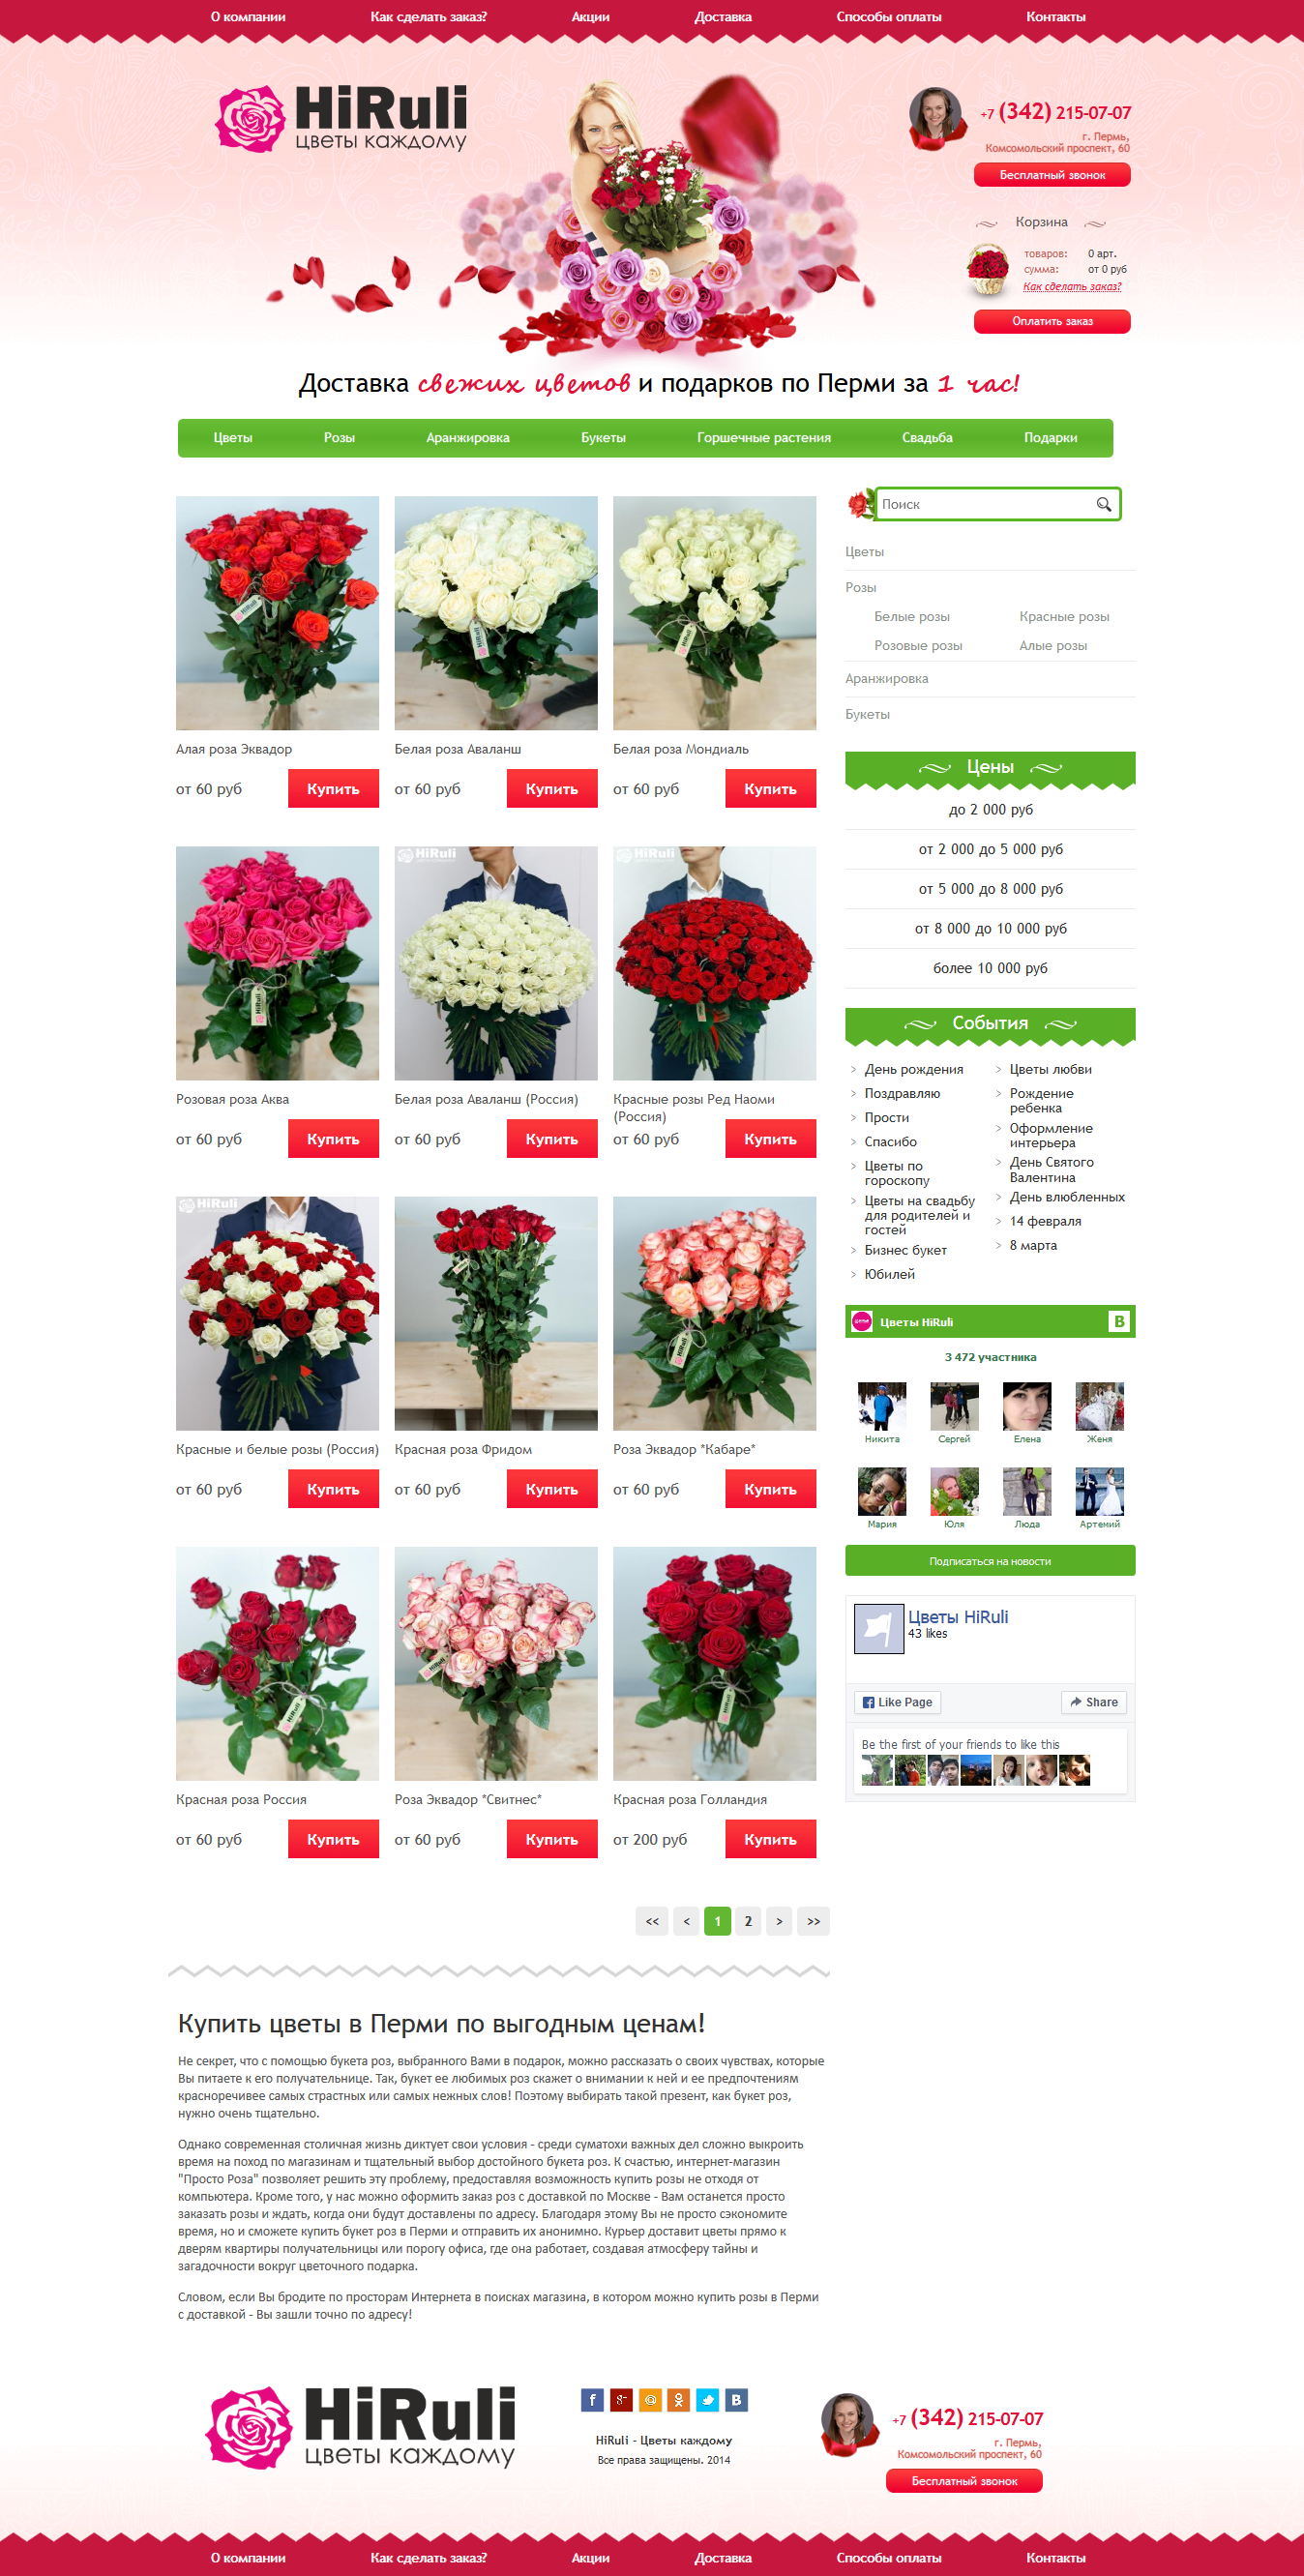 О компании Как сделать заказ? Акции Доставка Способы оплаты Контакты
HiRuli
цветы каждому
+7 (342) 215-07-07
г. Пермь,
Комсомольский проспект, 60
Бесплатный звонок
Корзина
товаров: 0 арт.
сумма: от 0 руб
Как сделать заказ?
Оплатить заказ
Доставка свежих цветов и подарков по Перми за 1 час!
Цветы Розы Аранжировка Букеты Горшечные растения Свадьба Подарки
HiRuli
HiRuli
HiRuli
Алая роза Эквадор
от 60 руб Купить
Белая роза Аваланш
от 60 руб Купить
Белая роза Мондиаль
от 60 руб Купить
HiRuli
HiRuli
HiRuli
Розовая роза Аква
от 60 руб Купить
Белая роза Аваланш (Россия)
от 60 руб Купить
Красные розы Ред Наоми
(Россия)
от 60 руб Купить
HiRuli
HiRuli
Красные и белые розы (Россия)
от 60 руб Купить
Красная роза Фридом
от 60 руб Купить
Роза Эквадор *Кабаре*
от 60 руб Купить
HiRuli
HiRuli
HiRuli
Красная роза Россия
от 60 руб Купить
Роза Эквадор *Свитнес*
от 60 руб Купить
Красная роза Голландия
от 200 руб Купить
<< < 1 2 > >>
Поиск
Цветы
Розы
Белые розы Красные розы
Розовые розы Алые розы
Аранжировка
Букеты
Цены
до 2 000 руб
от 2 000 до 5 000 руб
от 5 000 до 8 000 руб
от 8 000 до 10 000 руб
более 10 000 руб
События
> День рождения
> Поздравляю
> Прости
> Спасибо
> Цветы по
гороскопу
> Цветы на свадьбу
для родителей и
гостей
> Бизнес букет
> Юбилей
> Цветы любви
> Рождение
ребенка
> Оформление
интерьера
> День Святого
Валентина
> День влюбленных
> 14 февраля
> 8 марта
Цветы HiRuli B
3 472 участника
Никита Сергей Елена Женя
Мария Юля Люда Артемий
Подписаться на новости
Цветы HiRuli
43 likes
Like Page Share
Be the first of your friends to like this
Купить цветы в Перми по выгодным ценам!
Не секрет, что с помощью букета роз, выбранного Вами в подарок, можно рассказать о своих чувствах, которые
Вы питаете к его получательнице. Так, букет ее любимых роз скажет о внимании к ней и ее предпочтениям
красноречивее самых страстных или самых нежных слов! Поэтому выбирать такой презент, как букет роз,
нужно очень тщательно.
Однако современная столичная жизнь диктует свои условия - среди суматохи важных дел сложно выкроить
время на поход по магазинам и тщательный выбор достойного букета роз. К счастью, интернет-магазин
"Просто Роза" позволяет решить эту проблему, предоставляя возможность купить розы не отходя от
компьютера. Кроме того, у нас можно оформить заказ роз с доставкой по Москве - Вам останется просто
заказать розы и ждать, когда они будут доставлены по адресу. Благодаря этому Вы не просто сэкономите
время, но и сможете купить букет роз в Перми и отправить их анонимно. Курьер доставит цветы прямо к
дверям квартиры получательницы или порогу офиса, где она работает, создавая атмосферу тайны и
загадочности вокруг цветочного подарка.
Словом, если Вы бродите по просторам Интернета в поисках магазина, в котором можно купить розы в Перми
с доставкой - Вы зашли точно по адресу!
HiRuli
цветы каждому
HiRuli - Цветы каждому
Все права защищены. 2014
+7 (342) 215-07-07
г. Пермь,
Комсомольский проспект, 60
Бесплатный звонок
О компании Как сделать заказ? Акции Доставка Способы оплаты Контакты